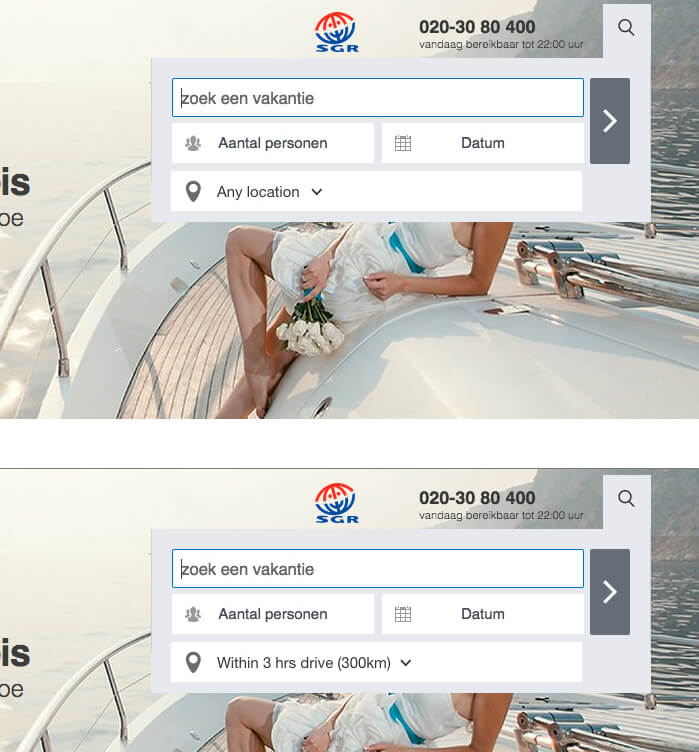 SGR
020-30 80 400
vandaag bereikbaar tot 22:00 uur
zoek een vakantie
Aantal personen
Datum
is
oe
Any location
SGR
020-30 80 400
vandaag bereikbaar tot 22:00 uur
zoek een vakantie
Aantal personen
Datum
is
oe
Within 3 hrs drive (300km)